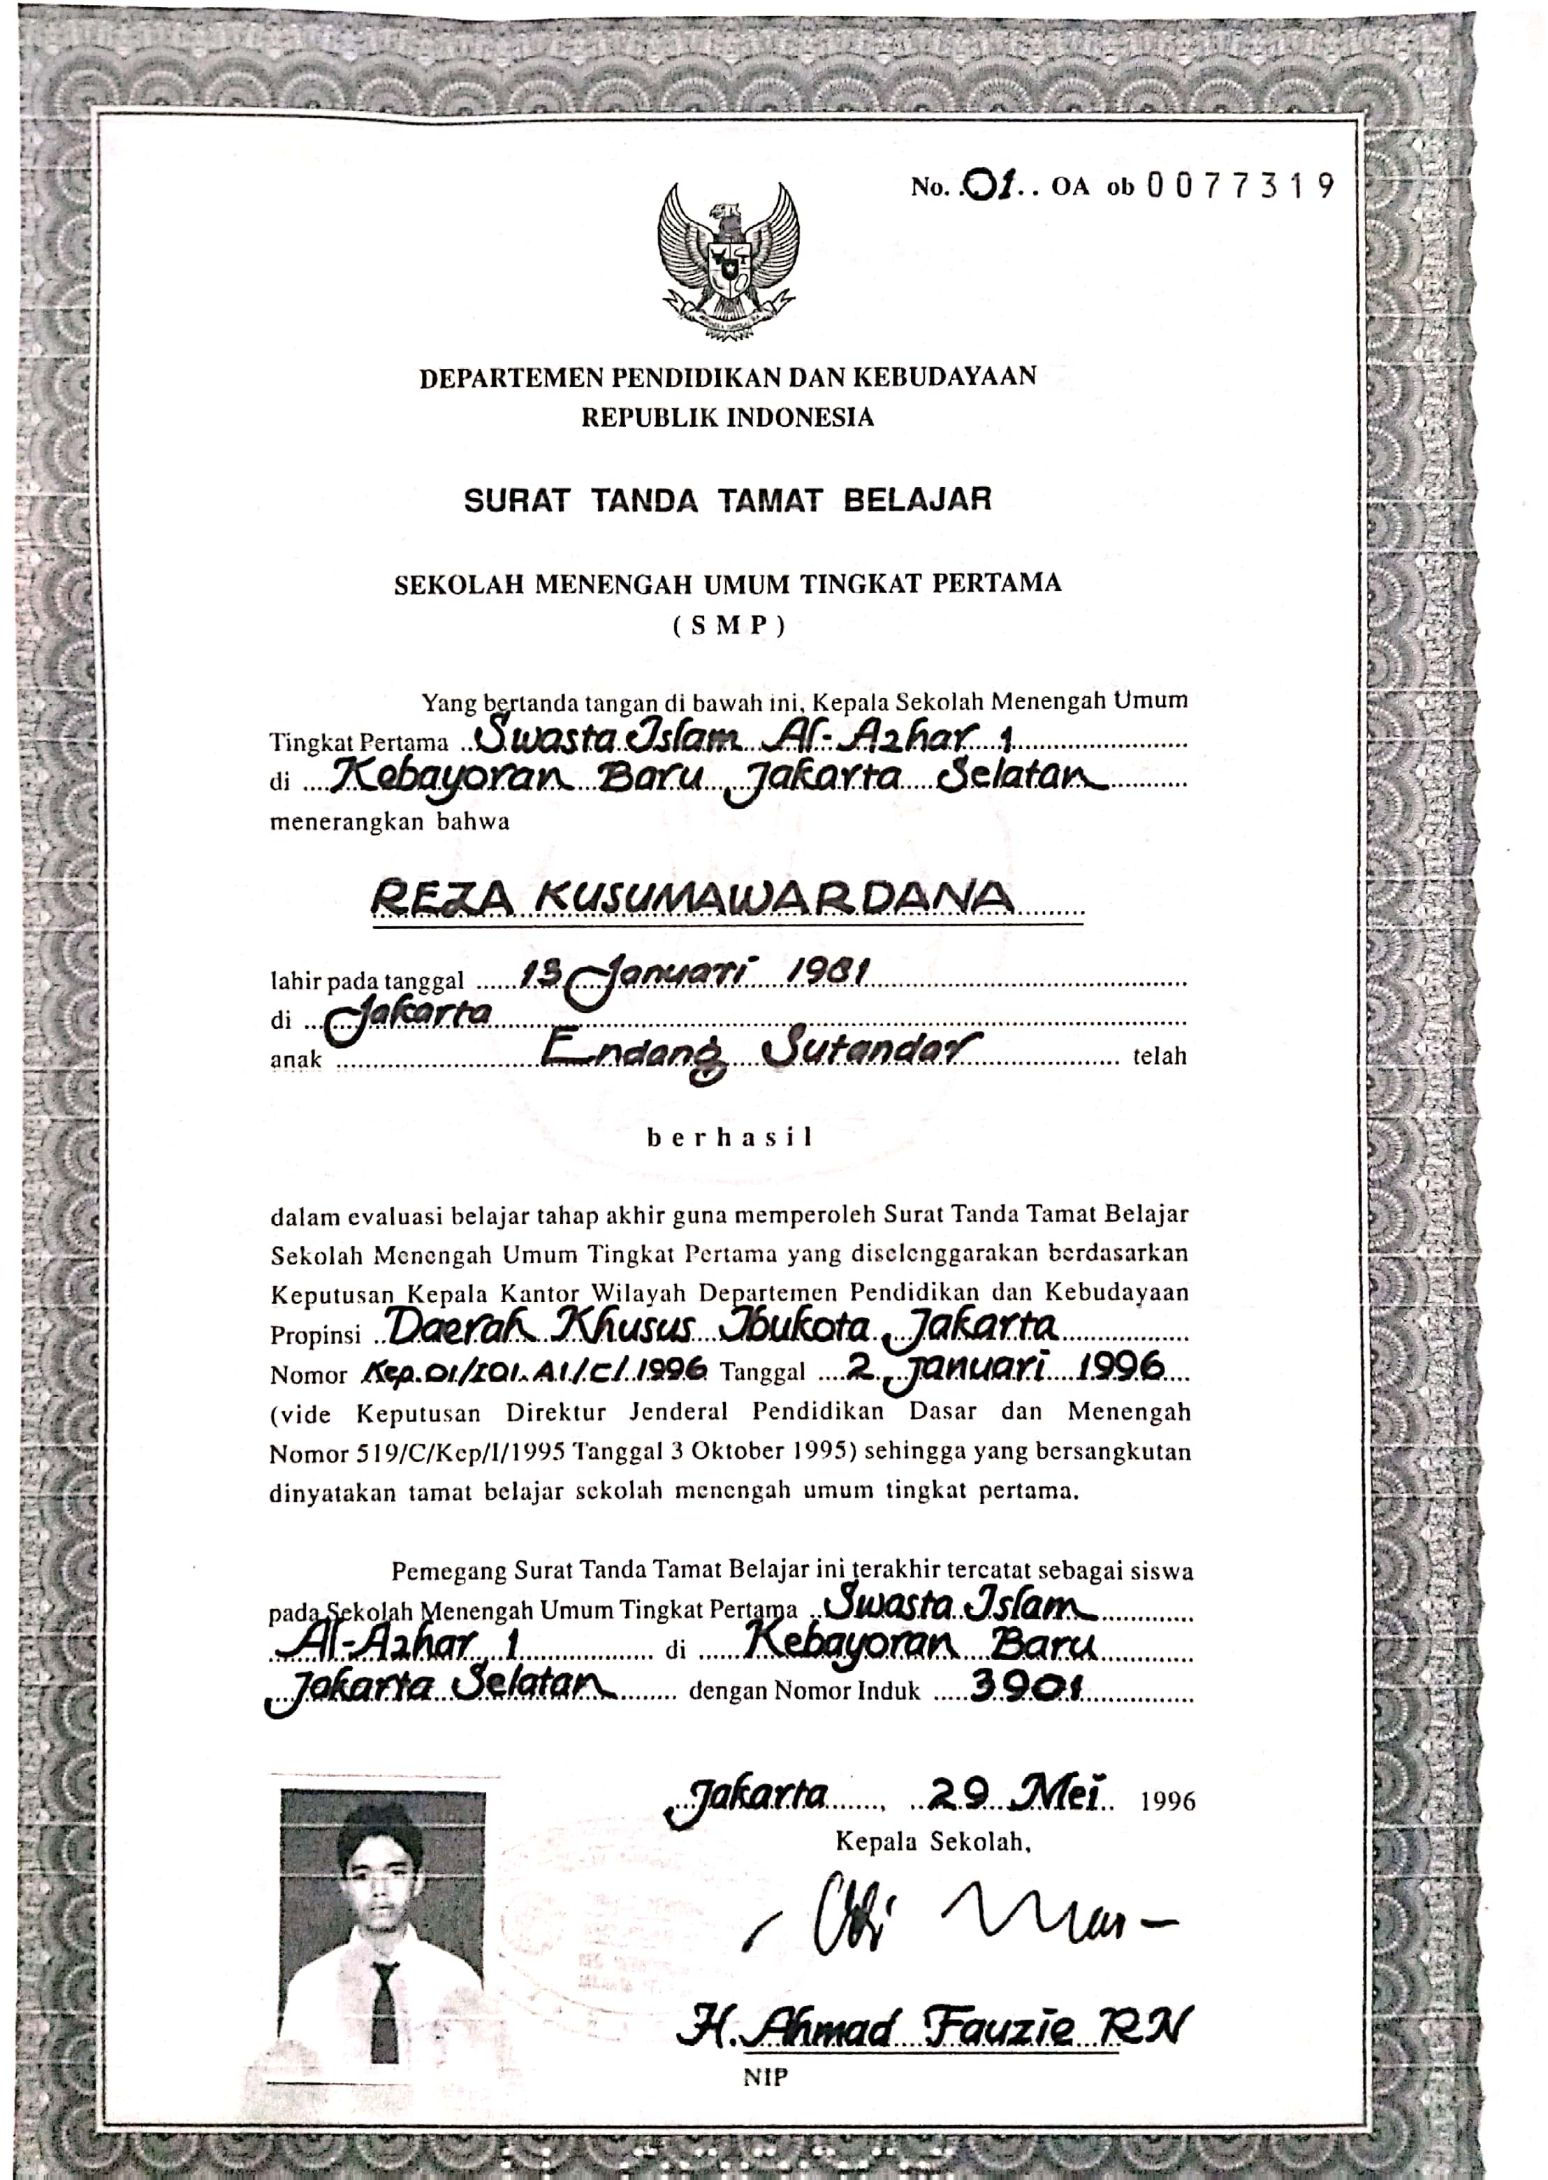 No. .01.. OA ob 0077319
DEPARTEMEN PENDIDIKAN DAN KEBUDAYAAN
REPUBLIK INDONESIA
SURAT TANDA TAMAT BELAJAR
SEKOLAH MENENGAH UMUM TINGKAT PERTAMA
( S M P )
Yang bertanda tangan di bawah ini, Kepala Sekolah Menengah Umum
Tingkat Pertama Swasta Islam Al-Azhar 1
di Kebayoran Baru Jakarta Selatan
menerangkan bahwa
REZA KUSUMAWARDANA
lahir pada tanggal 13 Januari 1981
di Jakarta
anak Endang Sutandar telah
berhasil
dalam evaluasi belajar tahap akhir guna memperoleh Surat Tanda Tamat Belajar
Sekolah Menengah Umum Tingkat Pertama yang diselenggarakan berdasarkan
Keputusan Kepala Kantor Wilayah Departemen Pendidikan dan Kebudayaan
Propinsi Daerah Khusus Ibukota Jakarta
Nomor Kep.01/I01.A1/C/.1996 Tanggal 2 Januari 1996
(vide Keputusan Direktur Jenderal Pendidikan Dasar dan Menengah
Nomor 519/C/Kep/I/1995 Tanggal 3 Oktober 1995) sehingga yang bersangkutan
dinyatakan tamat belajar sekolah menengah umum tingkat pertama.
Pemegang Surat Tanda Tamat Belajar ini terakhir tercatat sebagai siswa
pada Sekolah Menengah Umum Tingkat Pertama Swasta Islam
Al-Azhar 1 di Kebayoran Baru
Jakarta Selatan dengan Nomor Induk 3901
Jakarta, 29 Mei 1996
Kepala Sekolah,
H. Ahmad Fauzie RN
NIP